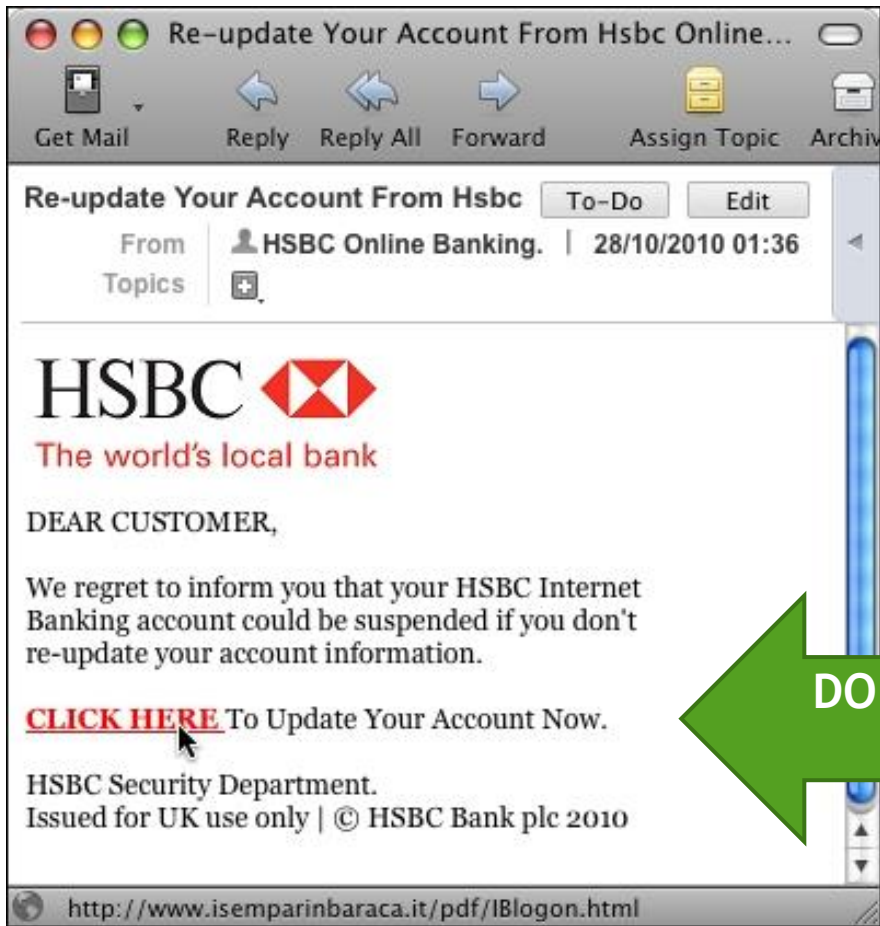 Re-update Your Account From Hsbc Online...
Get Mail Reply Reply All Forward Assign Topic Archiv
Re-update Your Account From Hsbc To-Do Edit
From HSBC Online Banking. | 28/10/2010 01:36
Topics
HSBC
The world's local bank
DEAR CUSTOMER,
We regret to inform you that your HSBC Internet
Banking account could be suspended if you don't
re-update your account information.
CLICK HERE To Update Your Account Now.
DO
HSBC Security Department.
Issued for UK use only | © HSBC Bank plc 2010
http://www.isemparinbaraca.it/pdf/IBlogon.html